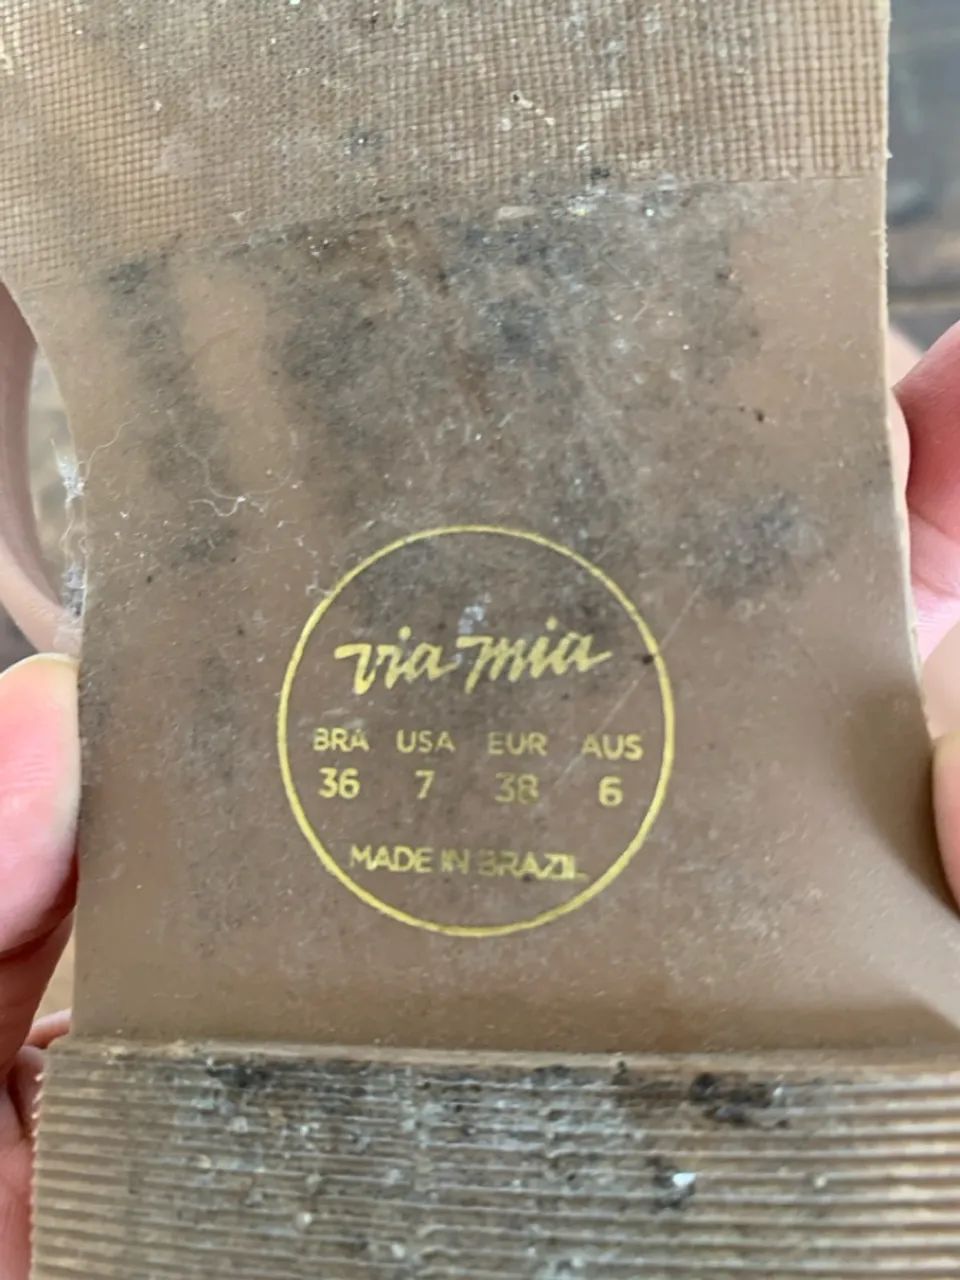 via mia
BRA USA EUR AUS
36 7 38 6
MADE IN BRAZIL